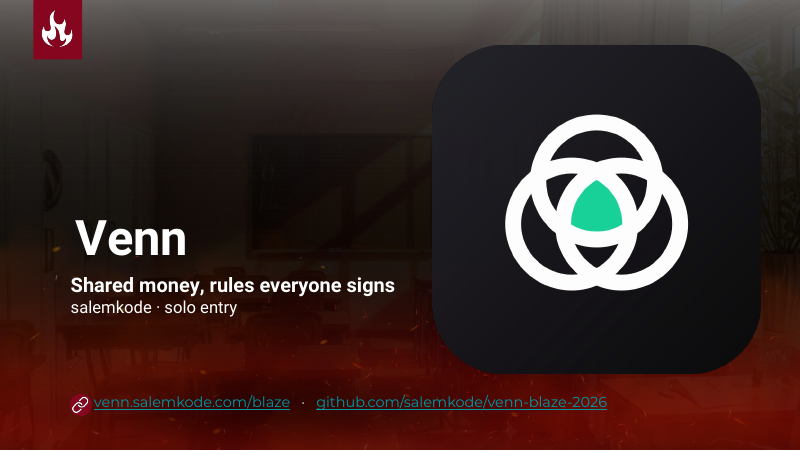 Venn
Shared money, rules everyone signs
salemkode · solo entry
venn.salemkode.com/blaze · github.com/salemkode/venn-blaze-2026